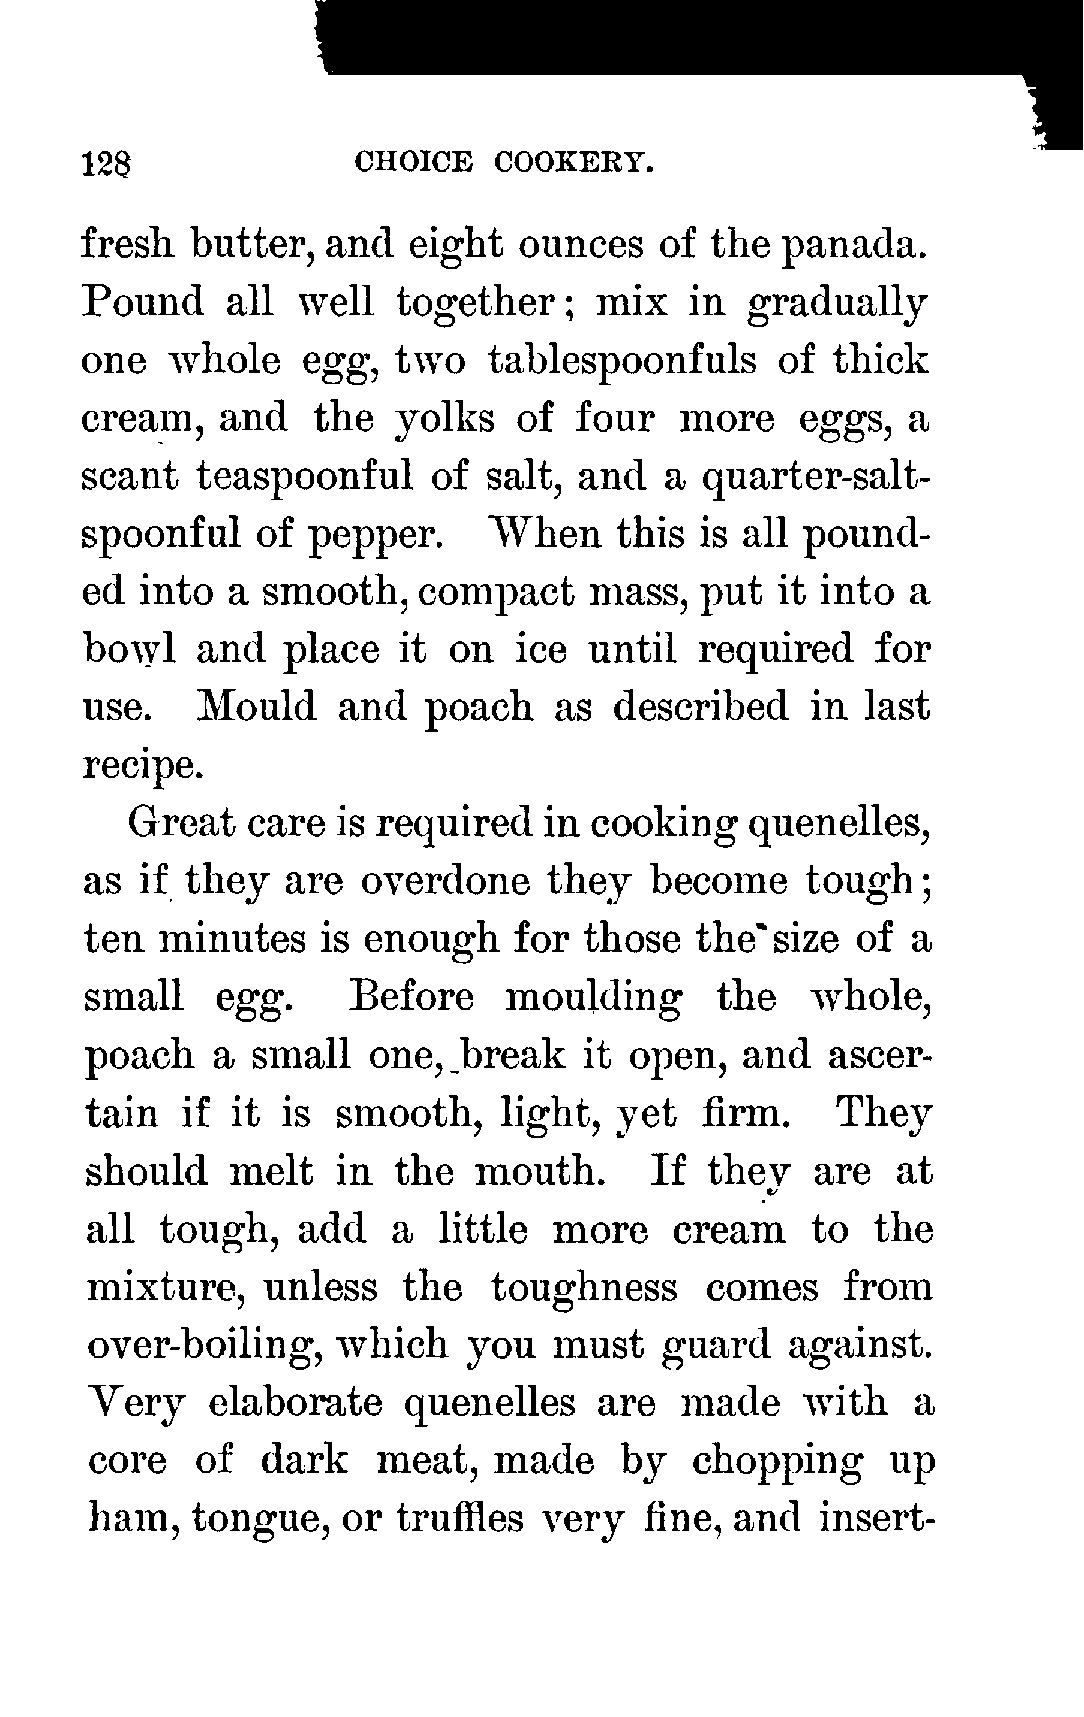 128 CHOICE COOKERY.
fresh butter, and eight ounces of the panada.
Pound all well together; mix in gradually
one whole egg, two tablespoonfuls of thick
cream, and the yolks of four more eggs, a
scant teaspoonful of salt, and a quarter-salt-
spoonful of pepper. When this is all pound-
ed into a smooth, compact mass, put it into a
bowl and place it on ice until required for
use. Mould and poach as described in last
recipe.
Great care is required in cooking quenelles,
as if they are overdone they become tough;
ten minutes is enough for those the size of a
small egg. Before moulding the whole,
poach a small one, break it open, and ascer-
tain if it is smooth, light, yet firm. They
should melt in the mouth. If they are at
all tough, add a little more cream to the
mixture, unless the toughness comes from
over-boiling, which you must guard against.
Very elaborate quenelles are made with a
core of dark meat, made by chopping up
ham, tongue, or truffles very fine, and insert-